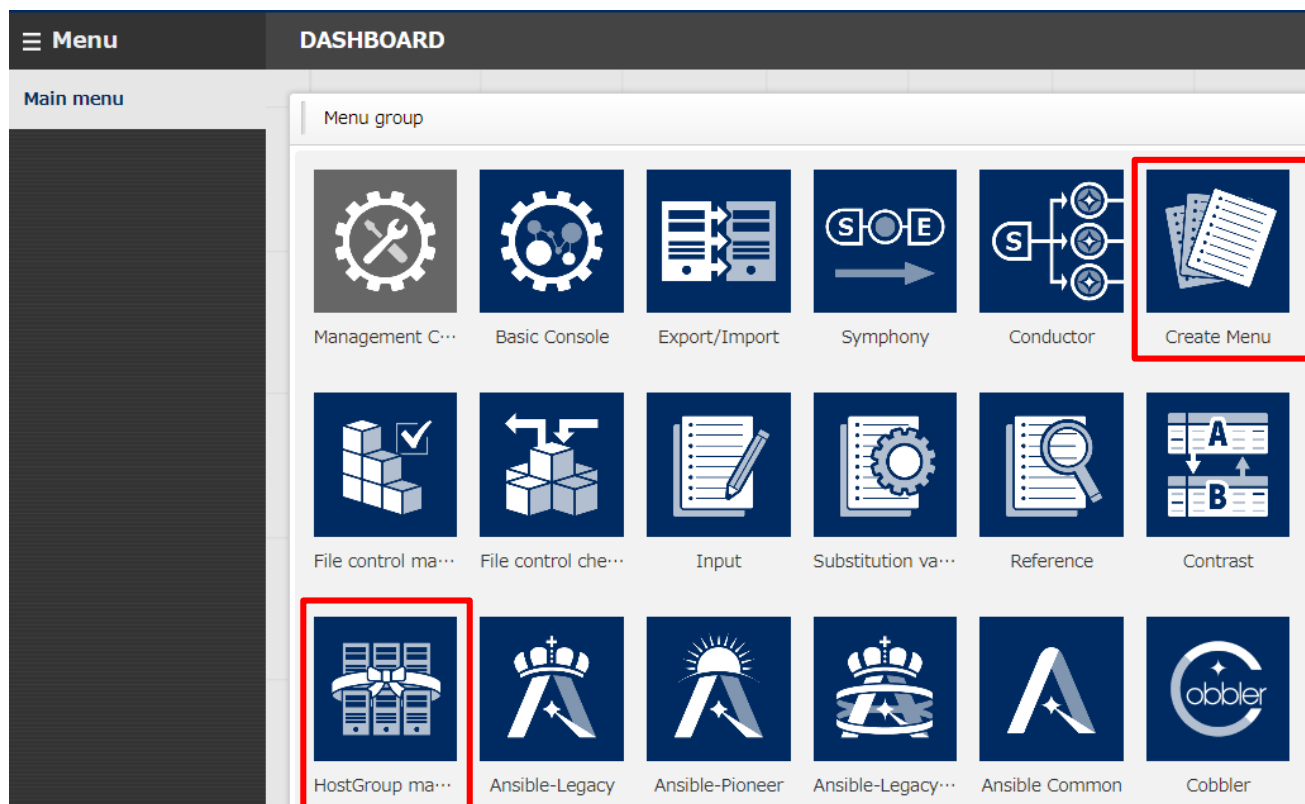 ☰ Menu
DASHBOARD
Main menu
Menu group
S E
S
A
B
Management C…
Basic Console
Export/Import
Symphony
Conductor
Create Menu
File control ma…
File control che…
Input
Substitution va…
Reference
Contrast
obbler
HostGroup ma…
Ansible-Legacy
Ansible-Pioneer
Ansible-Legacy…
Ansible Common
Cobbler